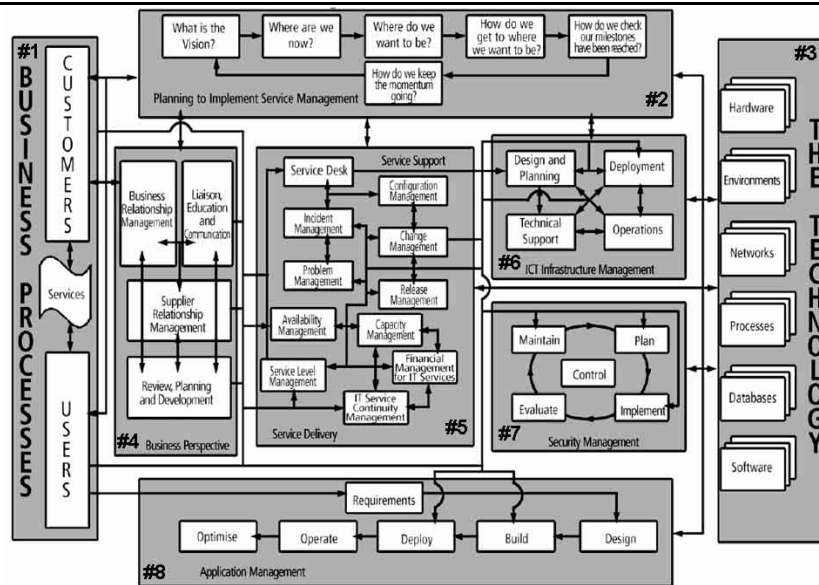 #1
BUSINESS PROCESSES
CUSTOMERS
Services
USERS
What is the
Vision?
Where are we
now?
Where do we
want to be?
How do we
get to where
we want to be?
How do we check
our milestones
have been reached?
How do we keep
the momentum
going?
Planning to Implement Service Management
#2
#3
THE TECHNOLOGY
Hardware
Environments
Networks
Processes
Databases
Software
Business
Relationship
Management
Liaison,
Education
and
Communication
Supplier
Relationship
Management
Review, Planning
and Development
#4
Business Perspective
Service Support
Service Desk
Configuration
Management
Incident
Management
Change
Management
Problem
Management
Release
Management
Availability
Management
Capacity
Management
Service Level
Management
Financial
Management
for IT Services
IT Service
Continuity
Management
Service Delivery
#5
Design and
Planning
Deployment
Technical
Support
Operations
#6
ICT Infrastructure Management
Maintain
Plan
Control
Evaluate
Implement
#7
Security Management
Requirements
Optimise
Operate
Deploy
Build
Design
#8
Application Management